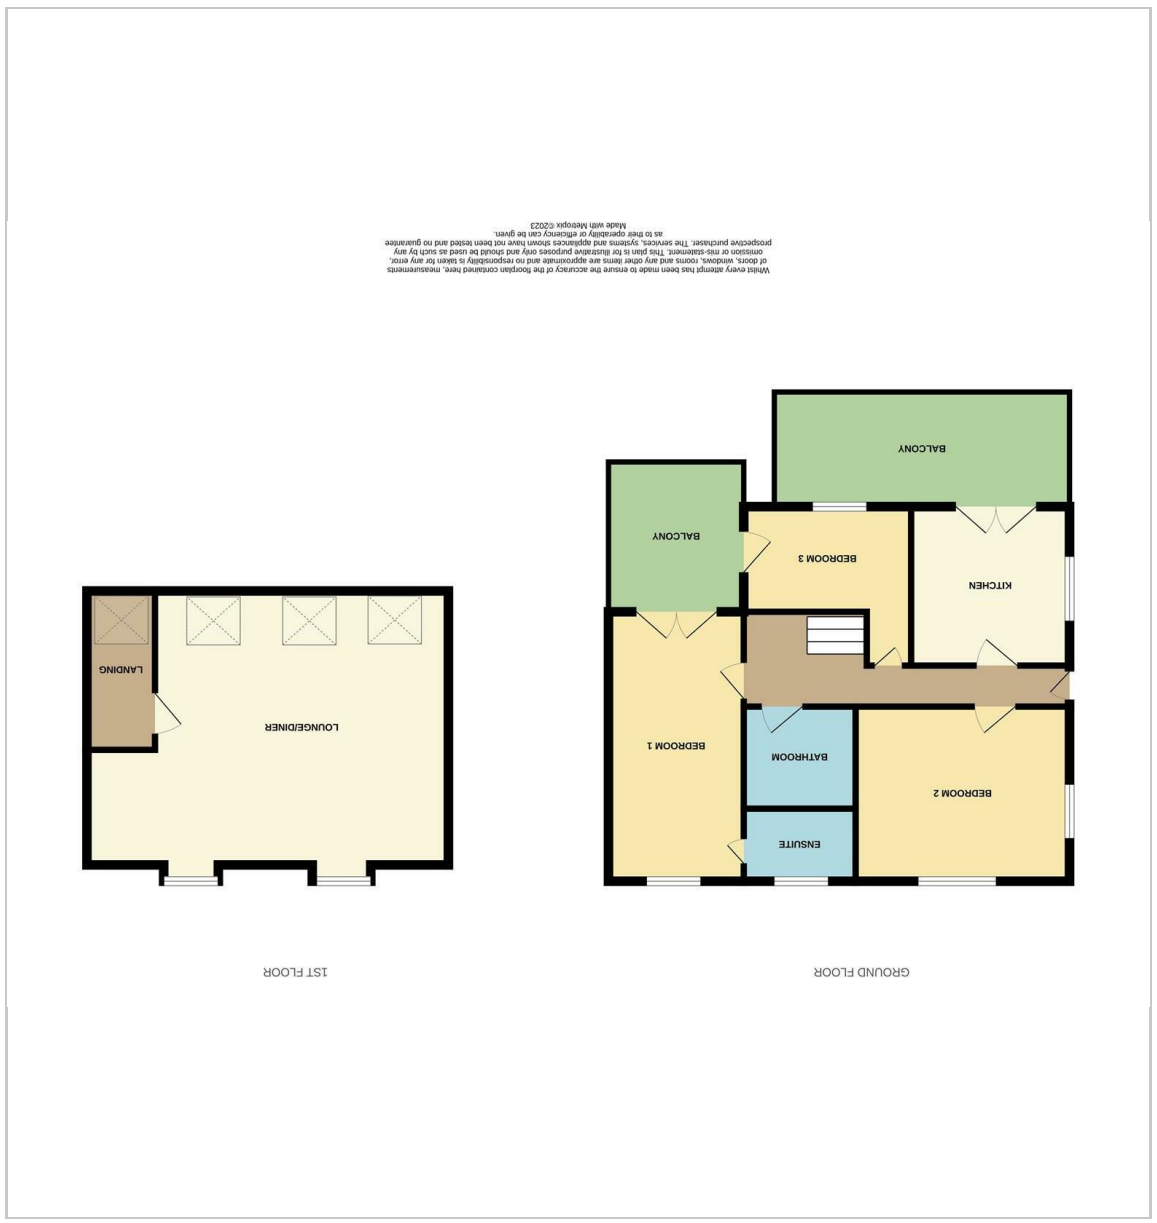 GROUND FLOOR
1ST FLOOR
ENSUITE
BEDROOM 2
BATHROOM
BEDROOM 1
KITCHEN
BEDROOM 3
BALCONY
BALCONY
LOUNGE/DINER
LANDING
Whilst every attempt has been made to ensure the accuracy of the floorplan contained here, measurements
of doors, windows, rooms and any other items are approximate and no responsibility is taken for any error,
omission or mis-statement. This plan is for illustrative purposes only and should be used as such by any
prospective purchaser. The services, systems and appliances shown have not been tested and no guarantee
as to their operability or efficiency can be given.
Made with Metropix ©2023